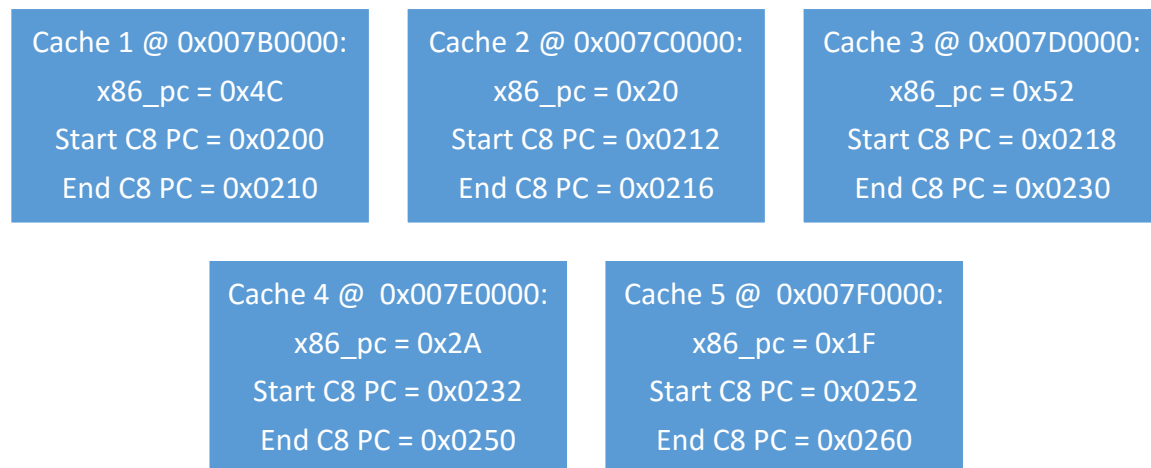 Cache 1 @ 0x007B0000:
x86_pc = 0x4C
Start C8 PC = 0x0200
End C8 PC = 0x0210
Cache 2 @ 0x007C0000:
x86_pc = 0x20
Start C8 PC = 0x0212
End C8 PC = 0x0216
Cache 3 @ 0x007D0000:
x86_pc = 0x52
Start C8 PC = 0x0218
End C8 PC = 0x0230
Cache 4 @  0x007E0000:
x86_pc = 0x2A
Start C8 PC = 0x0232
End C8 PC = 0x0250
Cache 5 @  0x007F0000:
x86_pc = 0x1F
Start C8 PC = 0x0252
End C8 PC = 0x0260